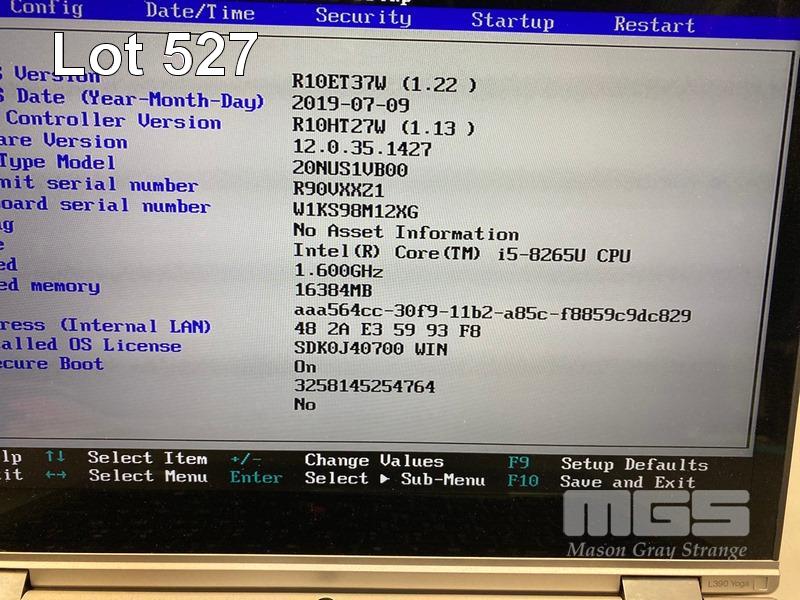 Config Date/Time Security Startup Restart
Lot 527
S Version R10ET37W (1.22 )
S Date (Year-Month-Day) 2019-07-09
Controller Version R10HT27W (1.13 )
are Version 12.0.35.1427
Type Model 20NUS1VB00
nit serial number R90VXXZ1
oard serial number W1KS98M12XG
g No Asset Information
e Intel(R) Core(TM) i5-8265U CPU
ed 1.600GHz
ed memory 16384MB
aaa564cc-30f9-11b2-a85c-f8859c9dc829
ress (Internal LAN) 48 2A E3 59 93 F8
alled OS License SDK0J40700 WIN
ecure Boot On
3258145254764
No
lp ↑↓ Select Item +/- Change Values F9 Setup Defaults
it ←→ Select Menu Enter Select ▶ Sub-Menu F10 Save and Exit
MGS
Mason Gray Strange
L390 Yoga